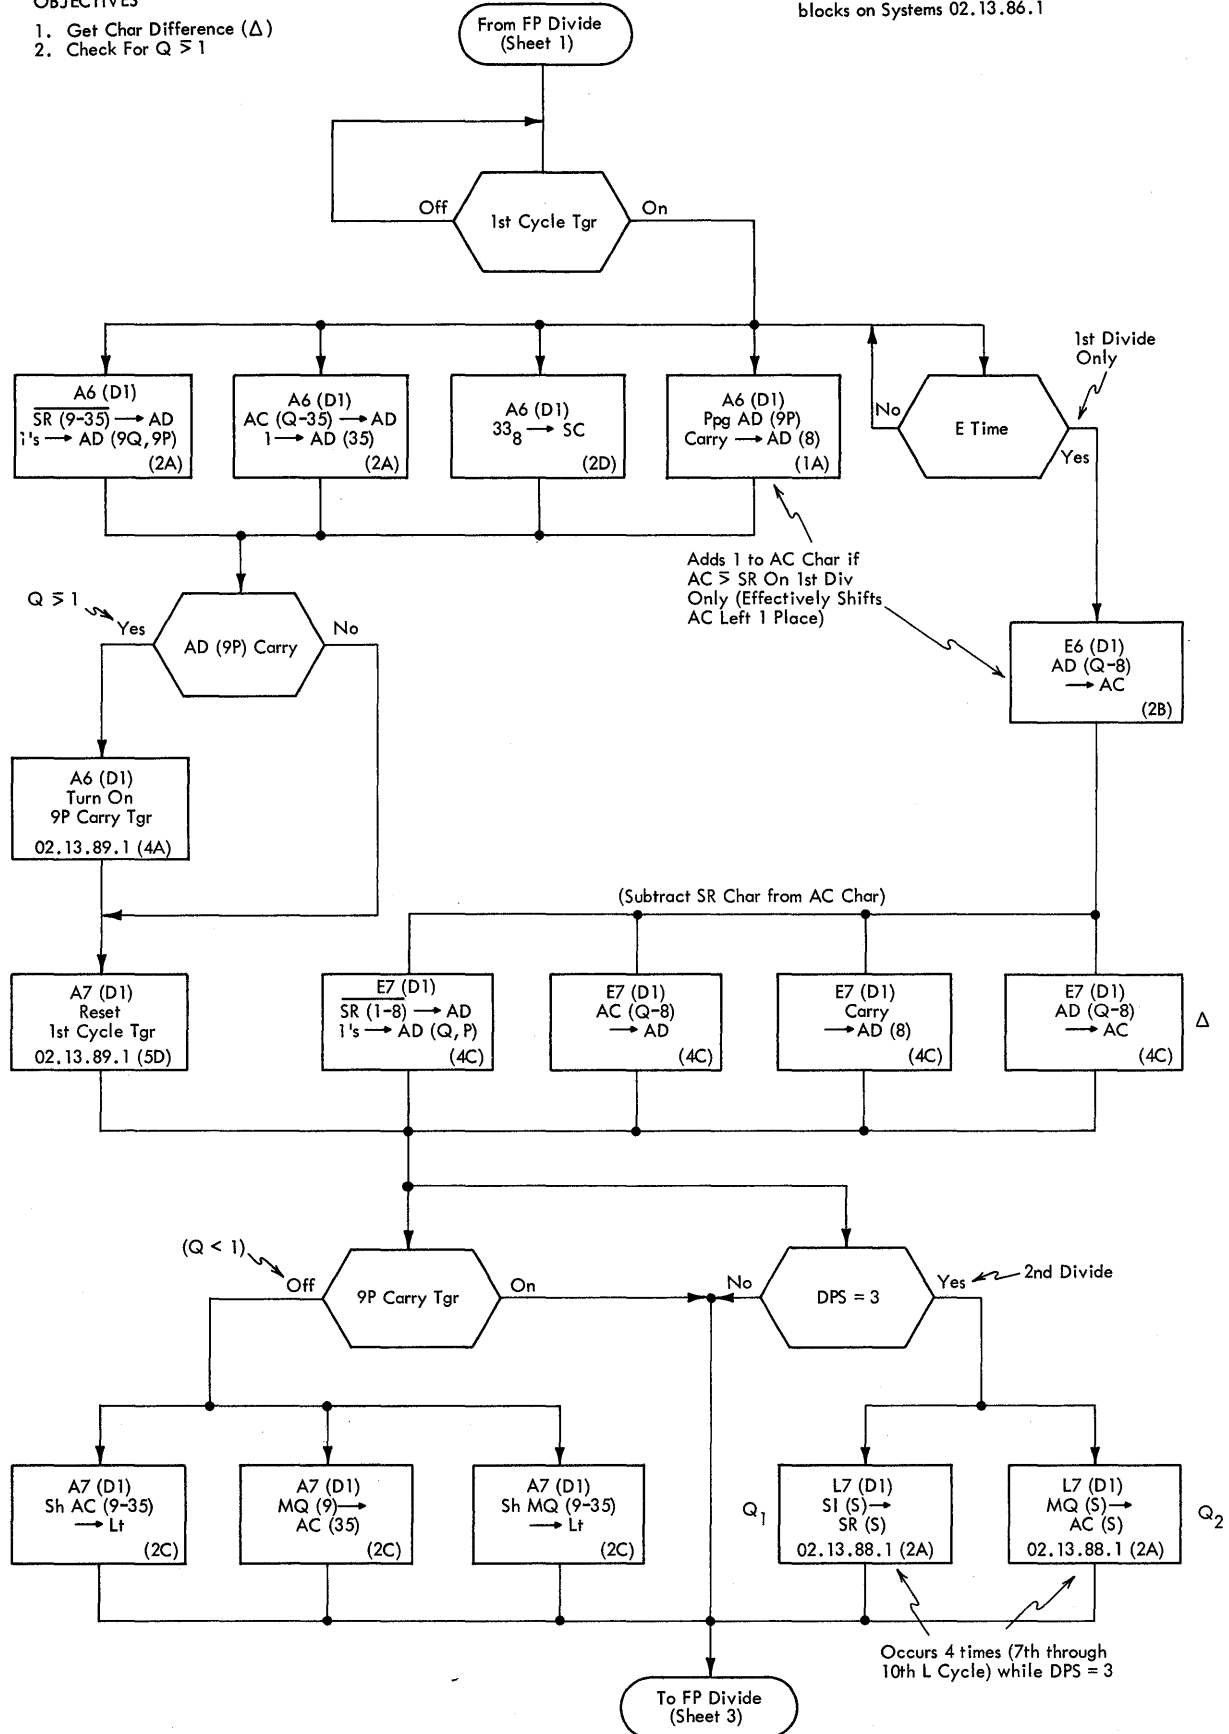 OBJECTIVES
1. Get Char Difference (Δ)
2. Check For Q ≥ 1
blocks on Systems 02.13.86.1
From FP Divide
(Sheet 1)
Off
1st Cycle Tgr
On
1st Divide
Only
A6 (D1)
S̅R̅ ̅(̅9̅-̅3̅5̅)̅ → AD
1's → AD (9Q,9P)
(2A)
A6 (D1)
AC (Q-35) → AD
1 → AD (35)
(2A)
A6 (D1)
33₈ → SC
(2D)
A6 (D1)
Ppg AD (9P)
Carry → AD (8)
(1A)
No
E Time
Yes
Adds 1 to AC Char if
AC ≥ SR On 1st Div
Only (Effectively Shifts
AC Left 1 Place)
Q ≥ 1
Yes
AD (9P) Carry
No
E6 (D1)
AD (Q-8)
→ AC
(2B)
A6 (D1)
Turn On
9P Carry Tgr
02.13.89.1 (4A)
(Subtract SR Char from AC Char)
A7 (D1)
Reset
1st Cycle Tgr
02.13.89.1 (5D)
E7 (D1)
S̅R̅ ̅(̅1̅-̅8̅)̅ → AD
1's → AD (Q,P)
(4C)
E7 (D1)
AC (Q-8)
→ AD
(4C)
E7 (D1)
Carry
→ AD (8)
(4C)
E7 (D1)
AD (Q-8)
→ AC
(4C)
Δ
(Q < 1)
Off
9P Carry Tgr
On
No
DPS = 3
Yes
2nd Divide
A7 (D1)
Sh AC (9-35)
→ Lt
(2C)
A7 (D1)
MQ (9) →
AC (35)
(2C)
A7 (D1)
Sh MQ (9-35)
→ Lt
(2C)
Q₁
L7 (D1)
SI (S) →
SR (S)
02.13.88.1 (2A)
L7 (D1)
MQ (S) →
AC (S)
02.13.88.1 (2A)
Q₂
Occurs 4 times (7th through
10th L Cycle) while DPS = 3
To FP Divide
(Sheet 3)